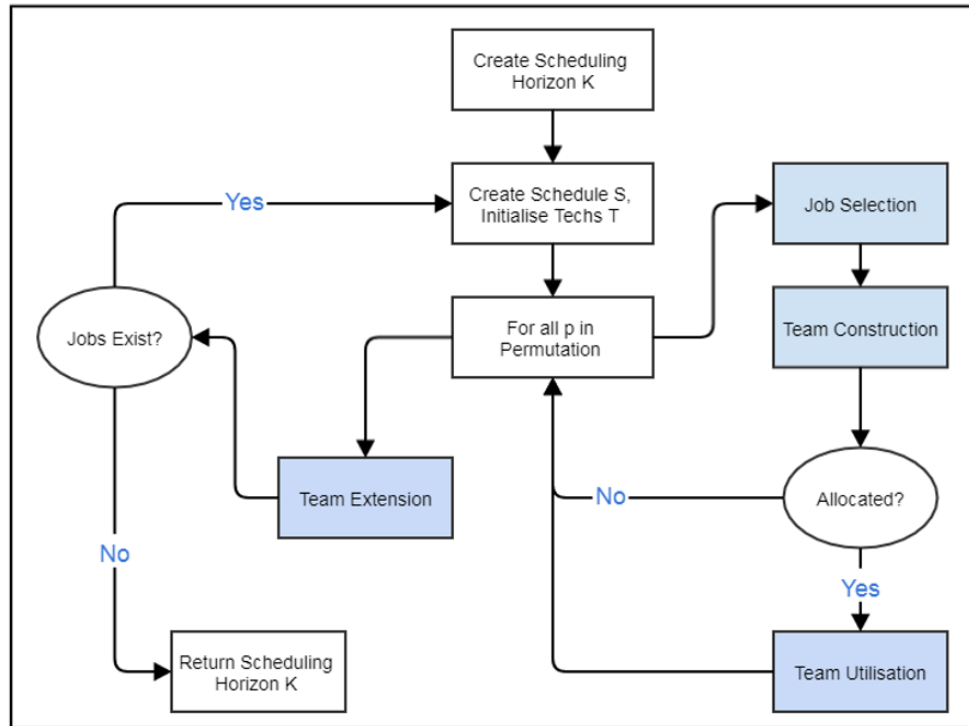 Create Scheduling
Horizon K
Yes
Create Schedule S,
Initialise Techs T
Job Selection
Jobs Exist?
For all p in
Permutation
Team Construction
Team Extension
No
Allocated?
No
Yes
Return Scheduling
Horizon K
Team Utilisation